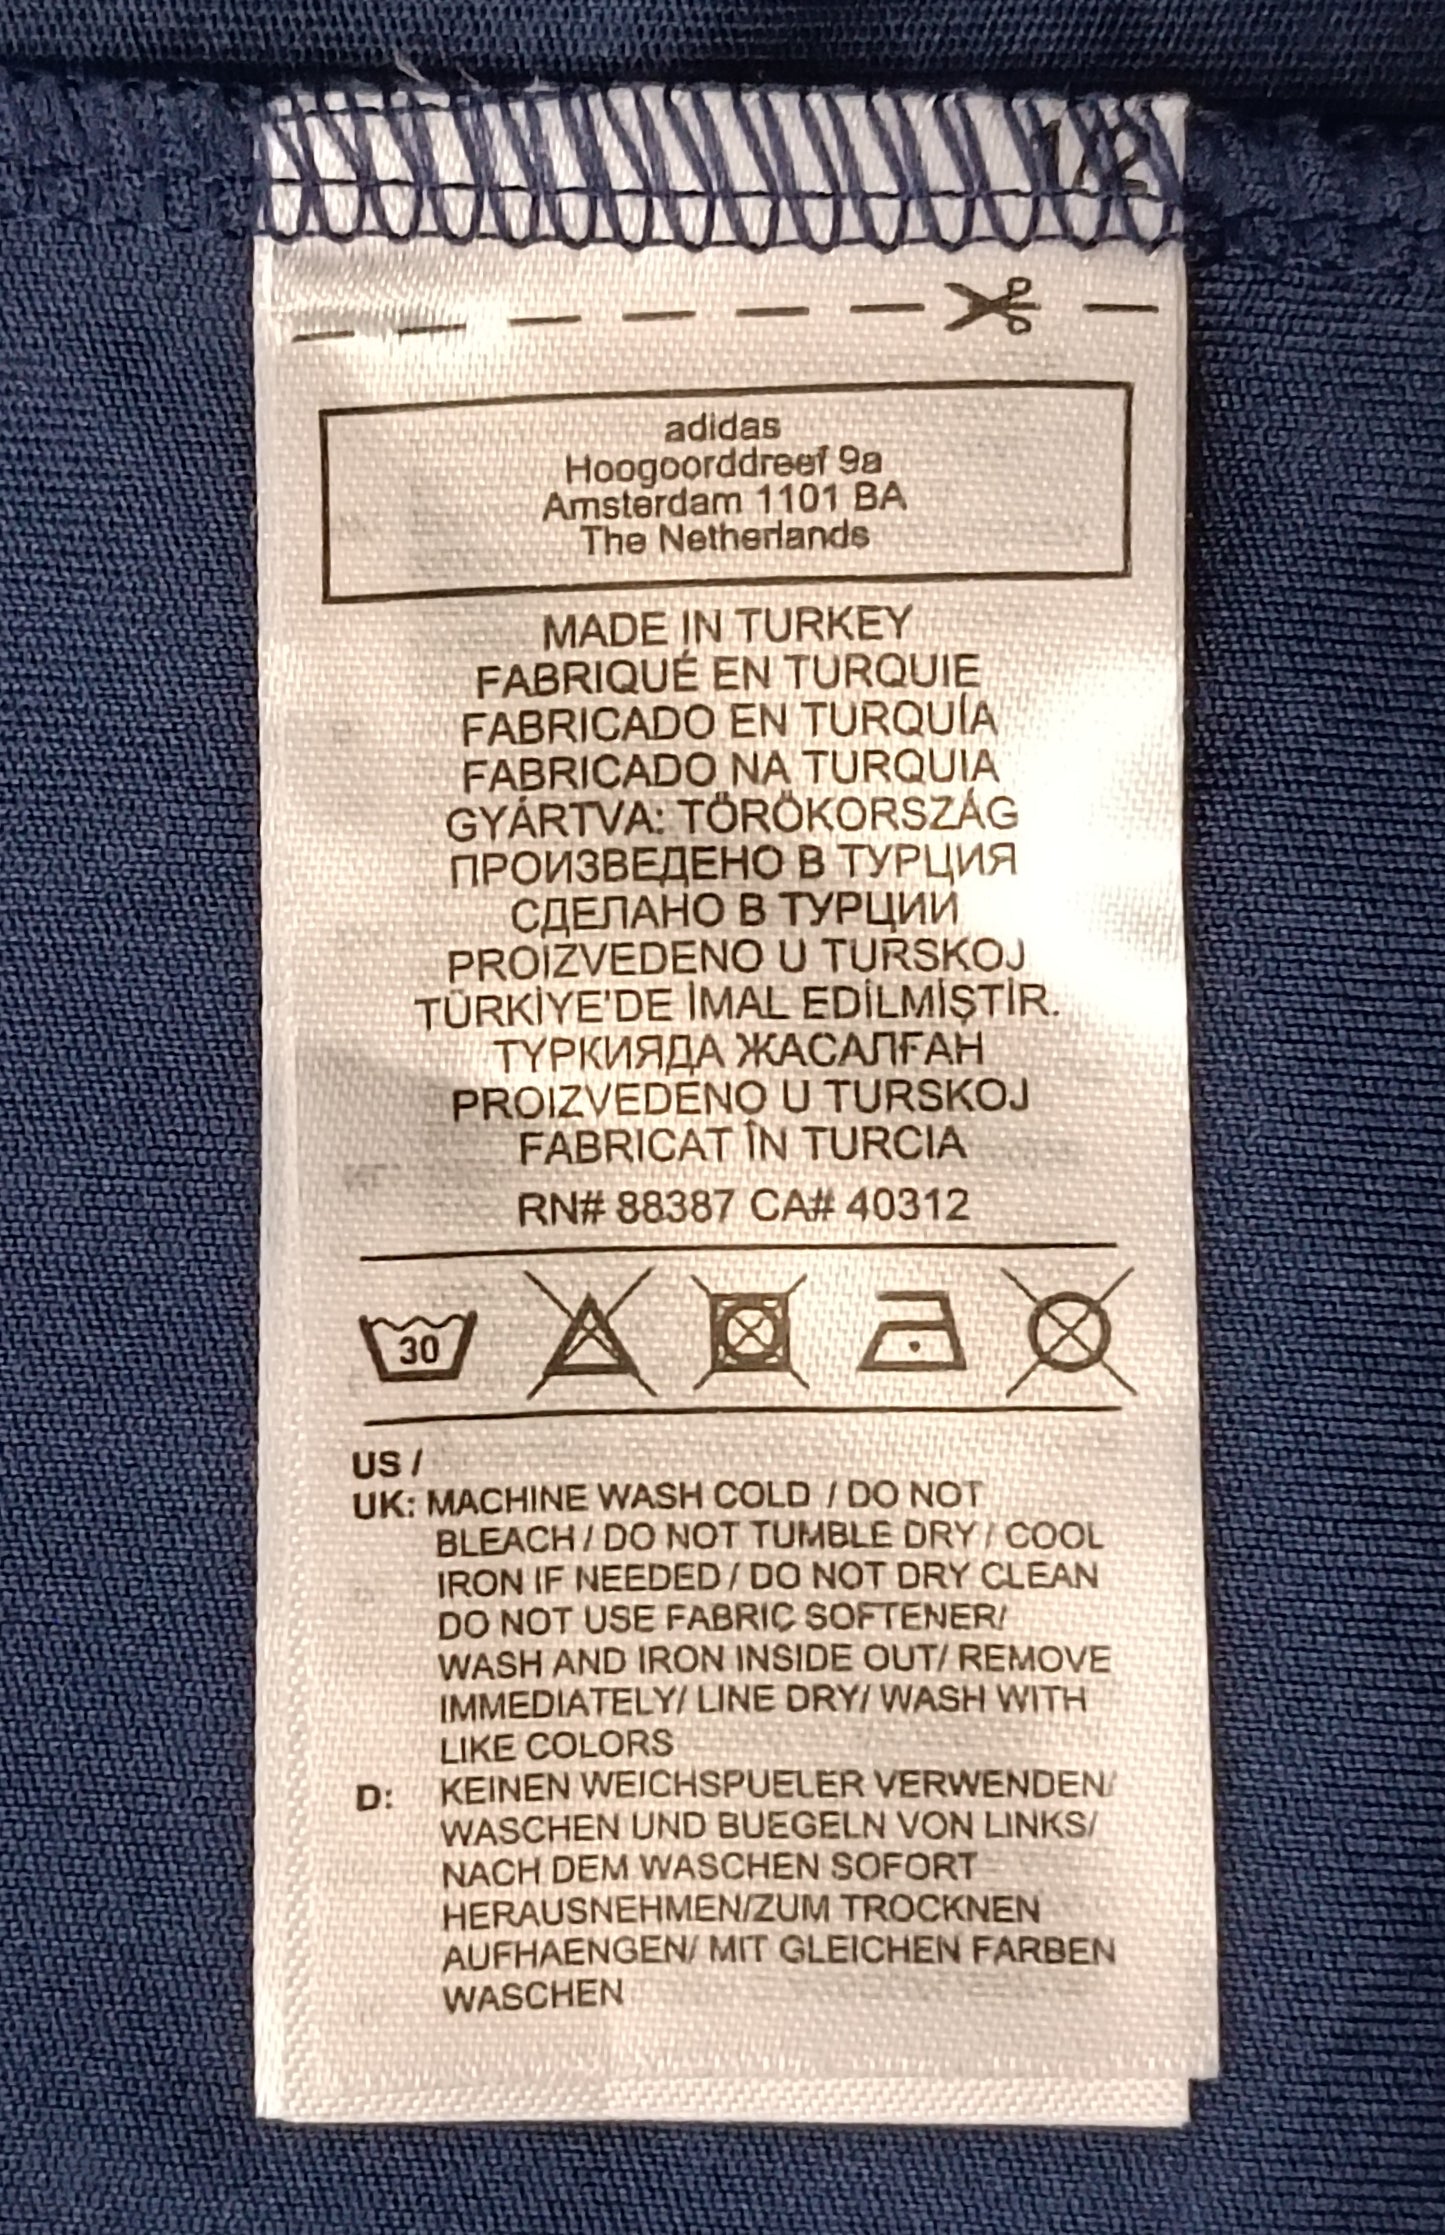 1/2
adidas
Hoogoorddreef 9a
Amsterdam 1101 BA
The Netherlands
MADE IN TURKEY
FABRIQUÉ EN TURQUIE
FABRICADO EN TURQUÍA
FABRICADO NA TURQUIA
GYÁRTVA: TÖRÖKORSZÁG
ПРОИЗВЕДЕНО В ТУРЦИЯ
СДЕЛАНО В ТУРЦИИ
PROIZVEDENO U TURSKOJ
TÜRKİYE'DE İMAL EDİLMİŞTİR.
ТҮРКИЯДА ЖАСАЛҒАН
PROIZVEDENO U TURSKOJ
FABRICAT ÎN TURCIA
RN# 88387 CA# 40312
30
US /
UK: MACHINE WASH COLD / DO NOT
BLEACH / DO NOT TUMBLE DRY / COOL
IRON IF NEEDED / DO NOT DRY CLEAN
DO NOT USE FABRIC SOFTENER/
WASH AND IRON INSIDE OUT/ REMOVE
IMMEDIATELY/ LINE DRY/ WASH WITH
LIKE COLORS
D: KEINEN WEICHSPUELER VERWENDEN/
WASCHEN UND BUEGELN VON LINKS/
NACH DEM WASCHEN SOFORT
HERAUSNEHMEN/ZUM TROCKNEN
AUFHAENGEN/ MIT GLEICHEN FARBEN
WASCHEN